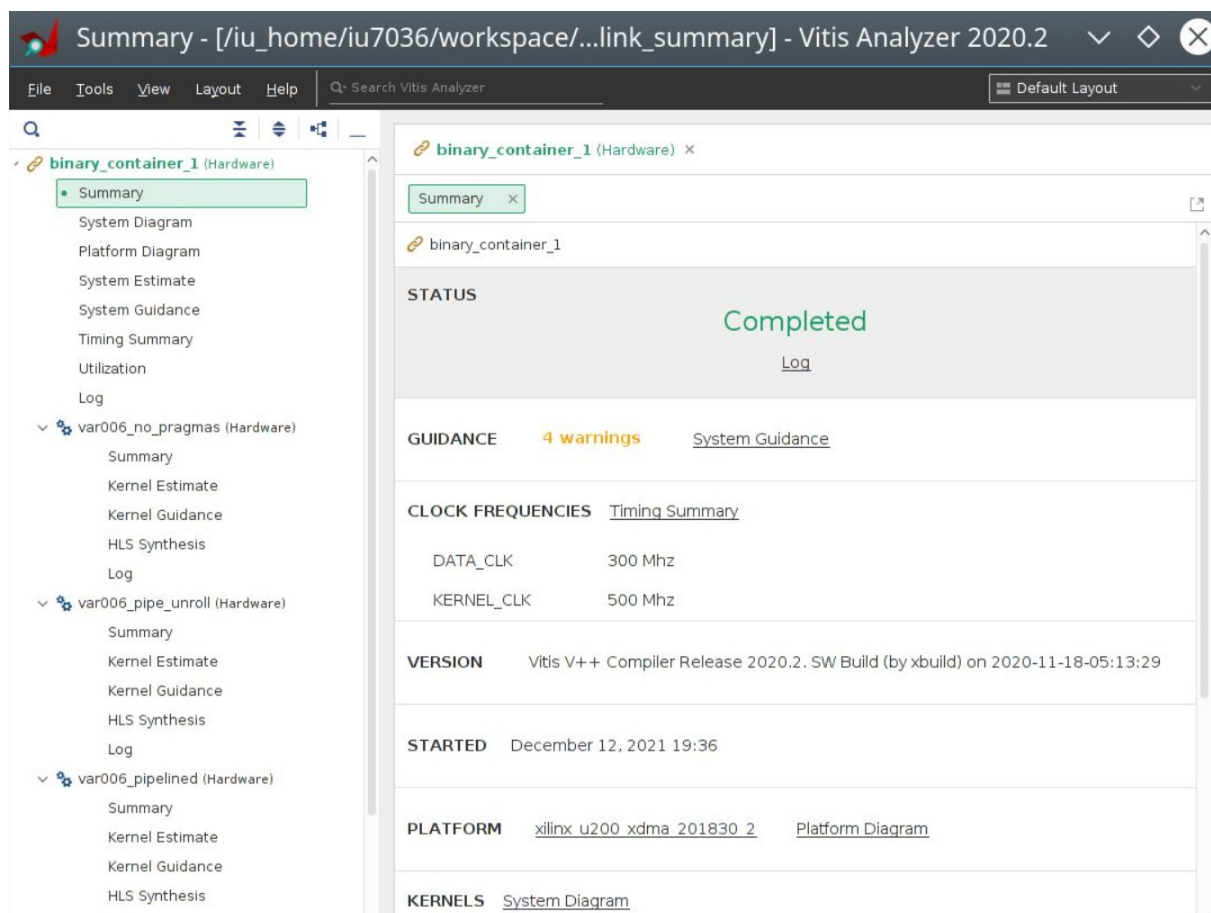 Summary - [/iu_home/iu7036/workspace/...link_summary] - Vitis Analyzer 2020.2
File Tools View Layout Help Search Vitis Analyzer Default Layout
binary_container_1 (Hardware)
Summary
System Diagram
Platform Diagram
System Estimate
System Guidance
Timing Summary
Utilization
Log
var006_no_pragmas (Hardware)
Summary
Kernel Estimate
Kernel Guidance
HLS Synthesis
Log
var006_pipe_unroll (Hardware)
Summary
Kernel Estimate
Kernel Guidance
HLS Synthesis
Log
var006_pipelined (Hardware)
Summary
Kernel Estimate
Kernel Guidance
HLS Synthesis
binary_container_1 (Hardware)
Summary
binary_container_1
STATUS
Completed
Log
GUIDANCE 4 warnings System Guidance
CLOCK FREQUENCIES Timing Summary
DATA_CLK 300 Mhz
KERNEL_CLK 500 Mhz
VERSION Vitis V++ Compiler Release 2020.2. SW Build (by xbuild) on 2020-11-18-05:13:29
STARTED December 12, 2021 19:36
PLATFORM xilinx_u200_xdma_201830_2 Platform Diagram
KERNELS System Diagram